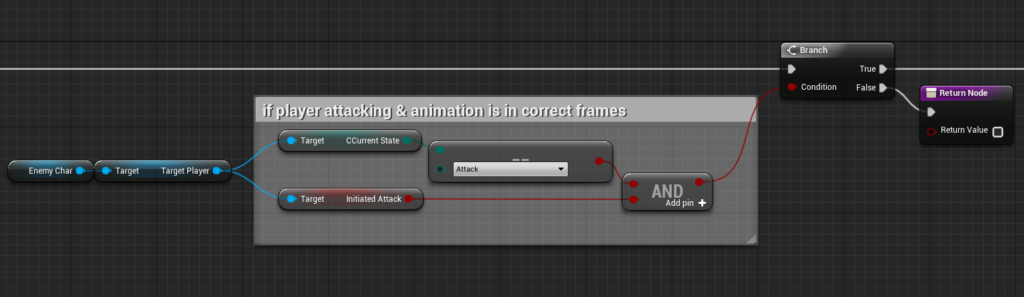 Branch
True
Condition
False
Return Node
Return Value
if player attacking & animation is in correct frames
Target
CCurrent State
==
Attack
Enemy Char
Target
Target Player
Target
Initiated Attack
AND
Add pin +